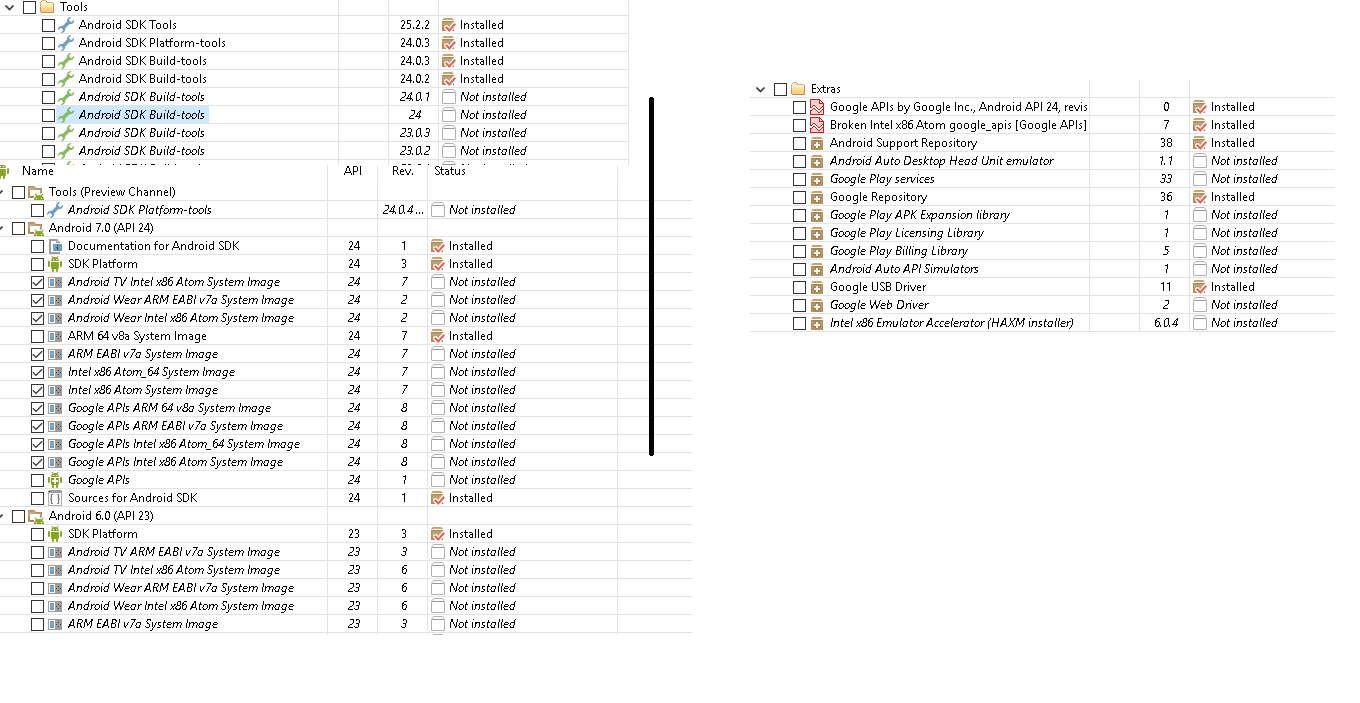 Tools
Android SDK Tools 25.2.2 Installed
Android SDK Platform-tools 24.0.3 Installed
Android SDK Build-tools 24.0.3 Installed
Android SDK Build-tools 24.0.2 Installed
Android SDK Build-tools 24.0.1 Not installed
Android SDK Build-tools 24 Not installed
Android SDK Build-tools 23.0.3 Not installed
Android SDK Build-tools 23.0.2 Not installed
Name API Rev. Status
Tools (Preview Channel)
Android SDK Platform-tools 24.0.4 ... Not installed
Android 7.0 (API 24)
Documentation for Android SDK 24 1 Installed
SDK Platform 24 3 Installed
Android TV Intel x86 Atom System Image 24 7 Not installed
Android Wear ARM EABI v7a System Image 24 2 Not installed
Android Wear Intel x86 Atom System Image 24 2 Not installed
ARM 64 v8a System Image 24 7 Installed
ARM EABI v7a System Image 24 7 Not installed
Intel x86 Atom_64 System Image 24 7 Not installed
Intel x86 Atom System Image 24 7 Not installed
Google APIs ARM 64 v8a System Image 24 8 Not installed
Google APIs ARM EABI v7a System Image 24 8 Not installed
Google APIs Intel x86 Atom_64 System Image 24 8 Not installed
Google APIs Intel x86 Atom System Image 24 8 Not installed
Google APIs 24 1 Not installed
Sources for Android SDK 24 1 Installed
Android 6.0 (API 23)
SDK Platform 23 3 Installed
Android TV ARM EABI v7a System Image 23 3 Not installed
Android TV Intel x86 Atom System Image 23 6 Not installed
Android Wear ARM EABI v7a System Image 23 6 Not installed
Android Wear Intel x86 Atom System Image 23 6 Not installed
ARM EABI v7a System Image 23 3 Not installed
Extras
Google APIs by Google Inc., Android API 24, revis 0 Installed
Broken Intel x86 Atom google_apis [Google APIs] 7 Installed
Android Support Repository 38 Installed
Android Auto Desktop Head Unit emulator 1.1 Not installed
Google Play services 33 Not installed
Google Repository 36 Installed
Google Play APK Expansion library 1 Not installed
Google Play Licensing Library 1 Not installed
Google Play Billing Library 5 Not installed
Android Auto API Simulators 1 Not installed
Google USB Driver 11 Installed
Google Web Driver 2 Not installed
Intel x86 Emulator Accelerator (HAXM installer) 6.0.4 Not installed